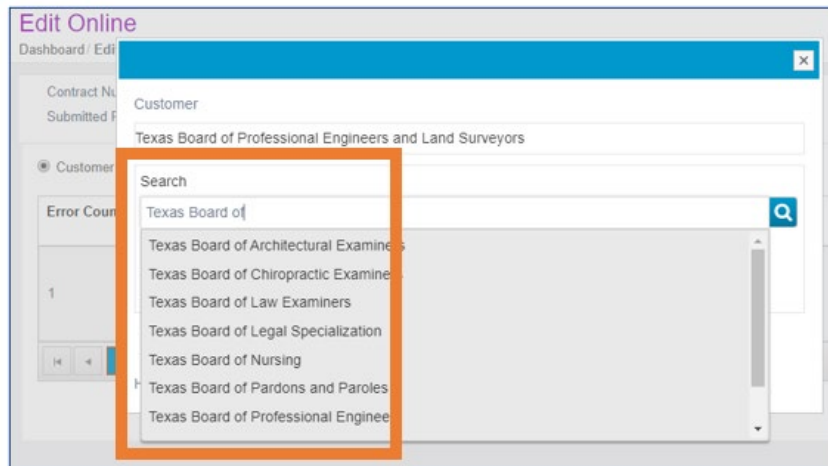 Edit Online
Dashboard / Edi
Contract Nu
Submitted
Customer
Texas Board of Professional Engineers and Land Surveyors
Customer
Search
Error Coun
Texas Board of
Texas Board of Architectural Examiners
Texas Board of Chiropractic Examiners
1
Texas Board of Law Examiners
Texas Board of Legal Specialization
Texas Board of Nursing
Texas Board of Pardons and Paroles
Texas Board of Professional Enginee